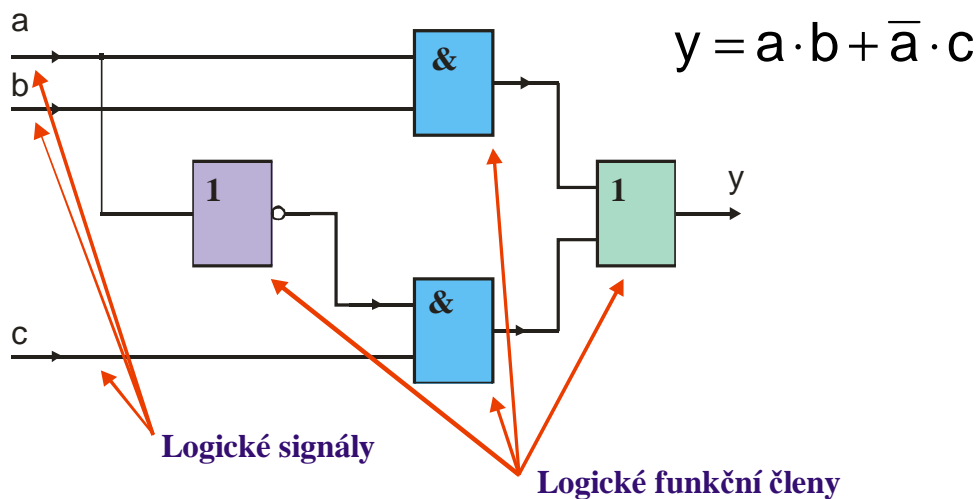 a
y = a · b + a̅ · c
&
b
1
1
y
&
c
Logické signály
Logické funkční členy